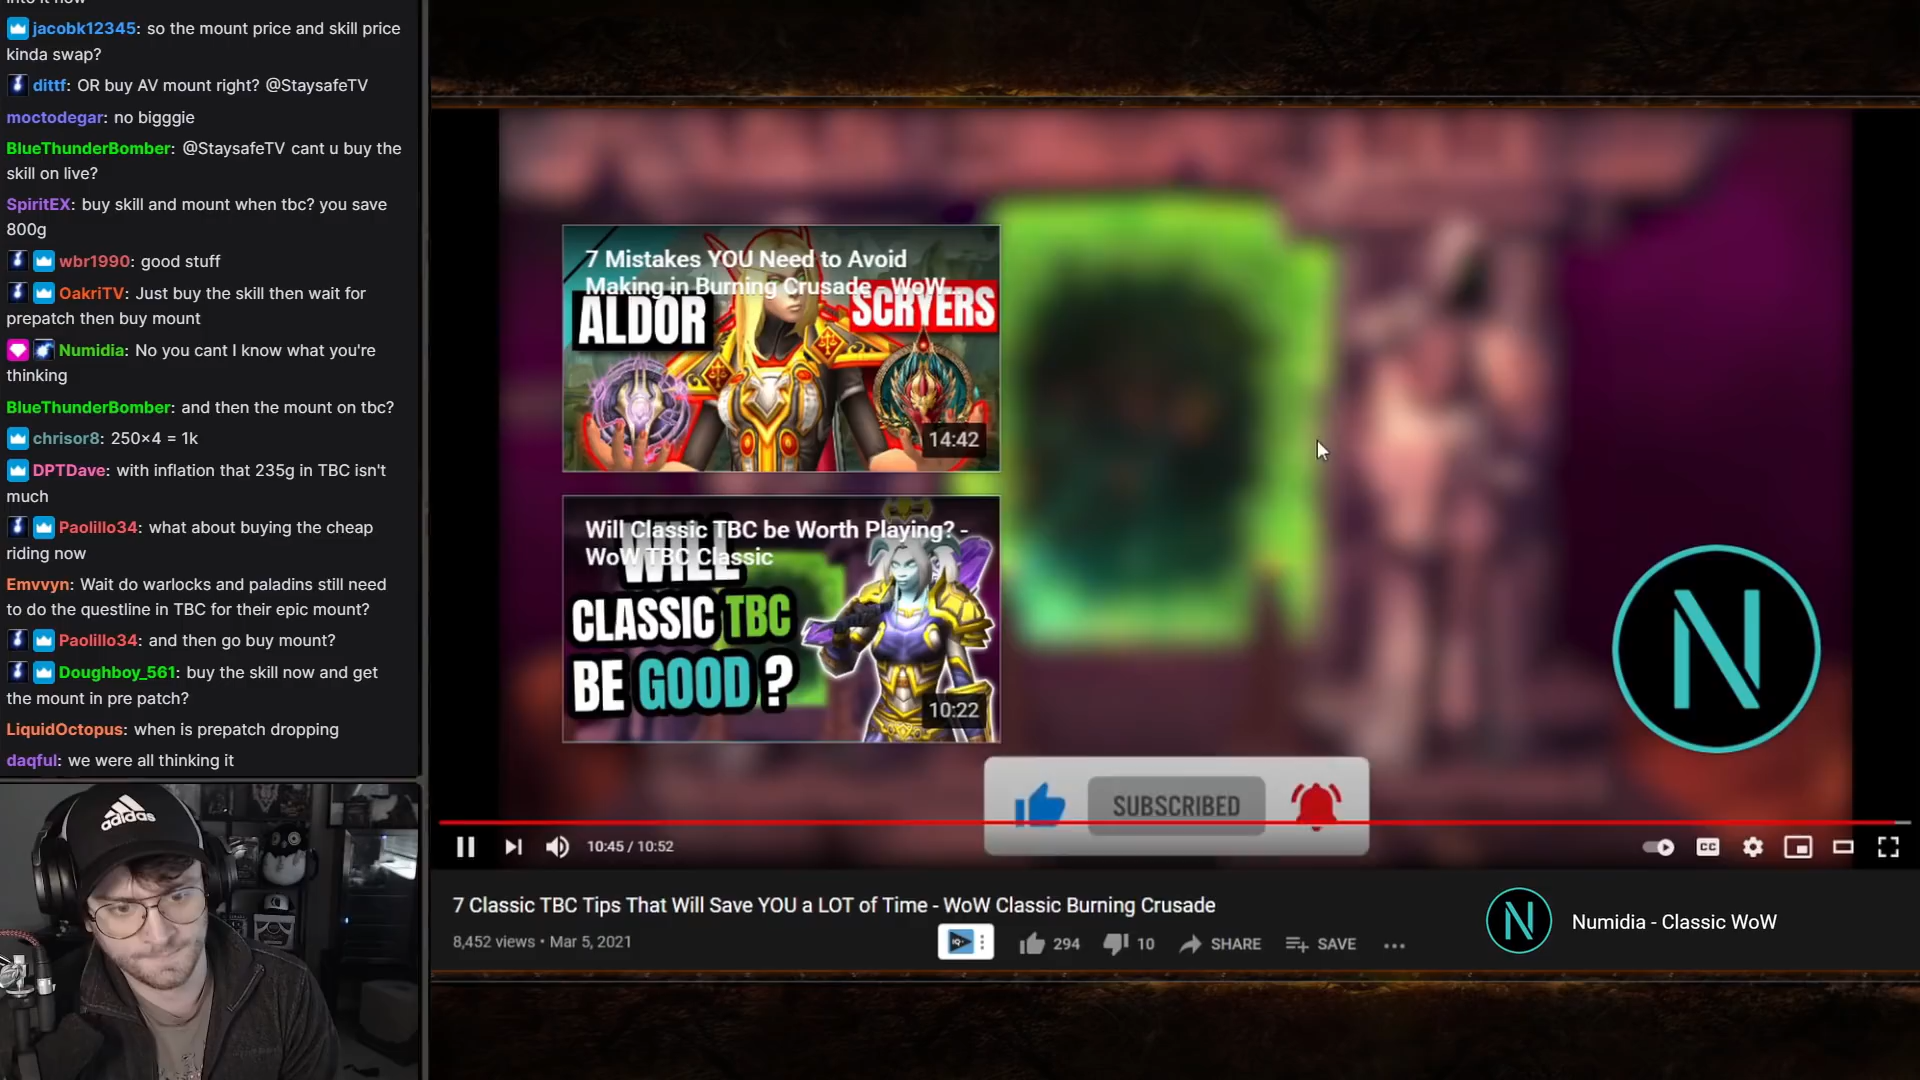 jacobk12345: so the mount price and skill price
kinda swap?
dittf: OR buy AV mount right? @StaysafeTV
moctodegar: no bigggie
BlueThunderBomber: @StaysafeTV cant u buy the
skill on live?
SpiritEX: buy skill and mount when tbc? you save
800g
wbr1990: good stuff
OakriTV: Just buy the skill then wait for
prepatch then buy mount
Numidia: No you cant I know what you're
thinking
BlueThunderBomber: and then the mount on tbc?
chrisor8: 250×4 = 1k
DPTDave: with inflation that 235g in TBC isn't
much
Paolillo34: what about buying the cheap
riding now
Emvvyn: Wait do warlocks and paladins still need
to do the questline in TBC for their epic mount?
Paolillo34: and then go buy mount?
Doughboy_561: buy the skill now and get
the mount in pre patch?
LiquidOctopus: when is prepatch dropping
daqful: we were all thinking it
adidas
7 Mistakes YOU Need to Avoid
Making in Burning Crusade - WoW...
ALDOR
SCRYERS
14:42
Will Classic TBC be Worth Playing? -
WoW TBC Classic
WILL
CLASSIC TBC
BE GOOD ?
10:22
N
SUBSCRIBED
10:45 / 10:52
CC
7 Classic TBC Tips That Will Save YOU a LOT of Time - WoW Classic Burning Crusade
8,452 views • Mar 5, 2021
294
10
SHARE
SAVE
N
Numidia - Classic WoW